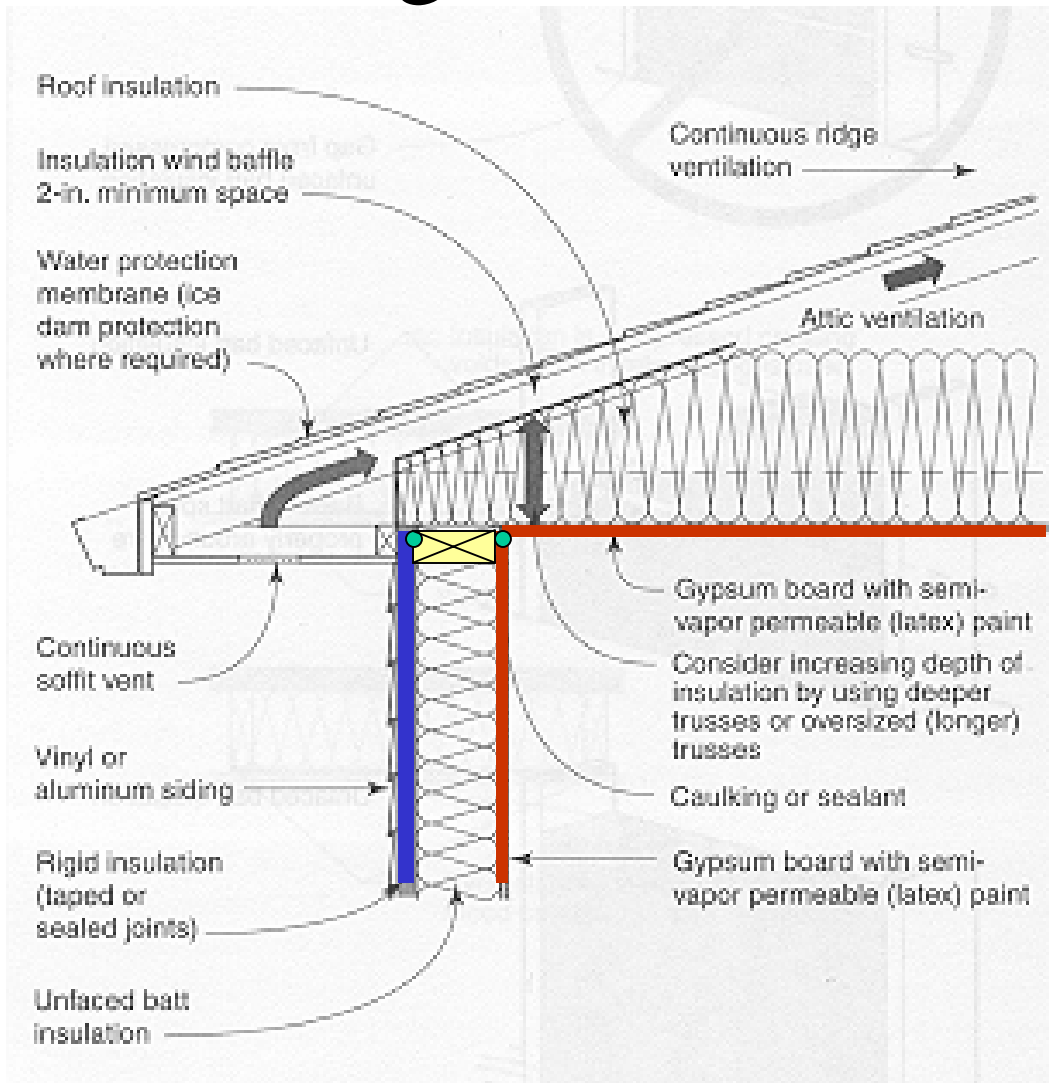 Roof insulation
Insulation wind baffle
2-in. minimum space
Water protection
membrane (ice
dam protection
where required)
Continuous ridge
ventilation
Attic ventilation
Continuous
soffit vent
Vinyl or
aluminum siding
Rigid insulation
(taped or
sealed joints)
Unfaced batt
insulation
Gypsum board with semi-
vapor permeable (latex) paint
Consider increasing depth of
insulation by using deeper
trusses or oversized (longer)
trusses
Caulking or sealant
Gypsum board with semi-
vapor permeable (latex) paint